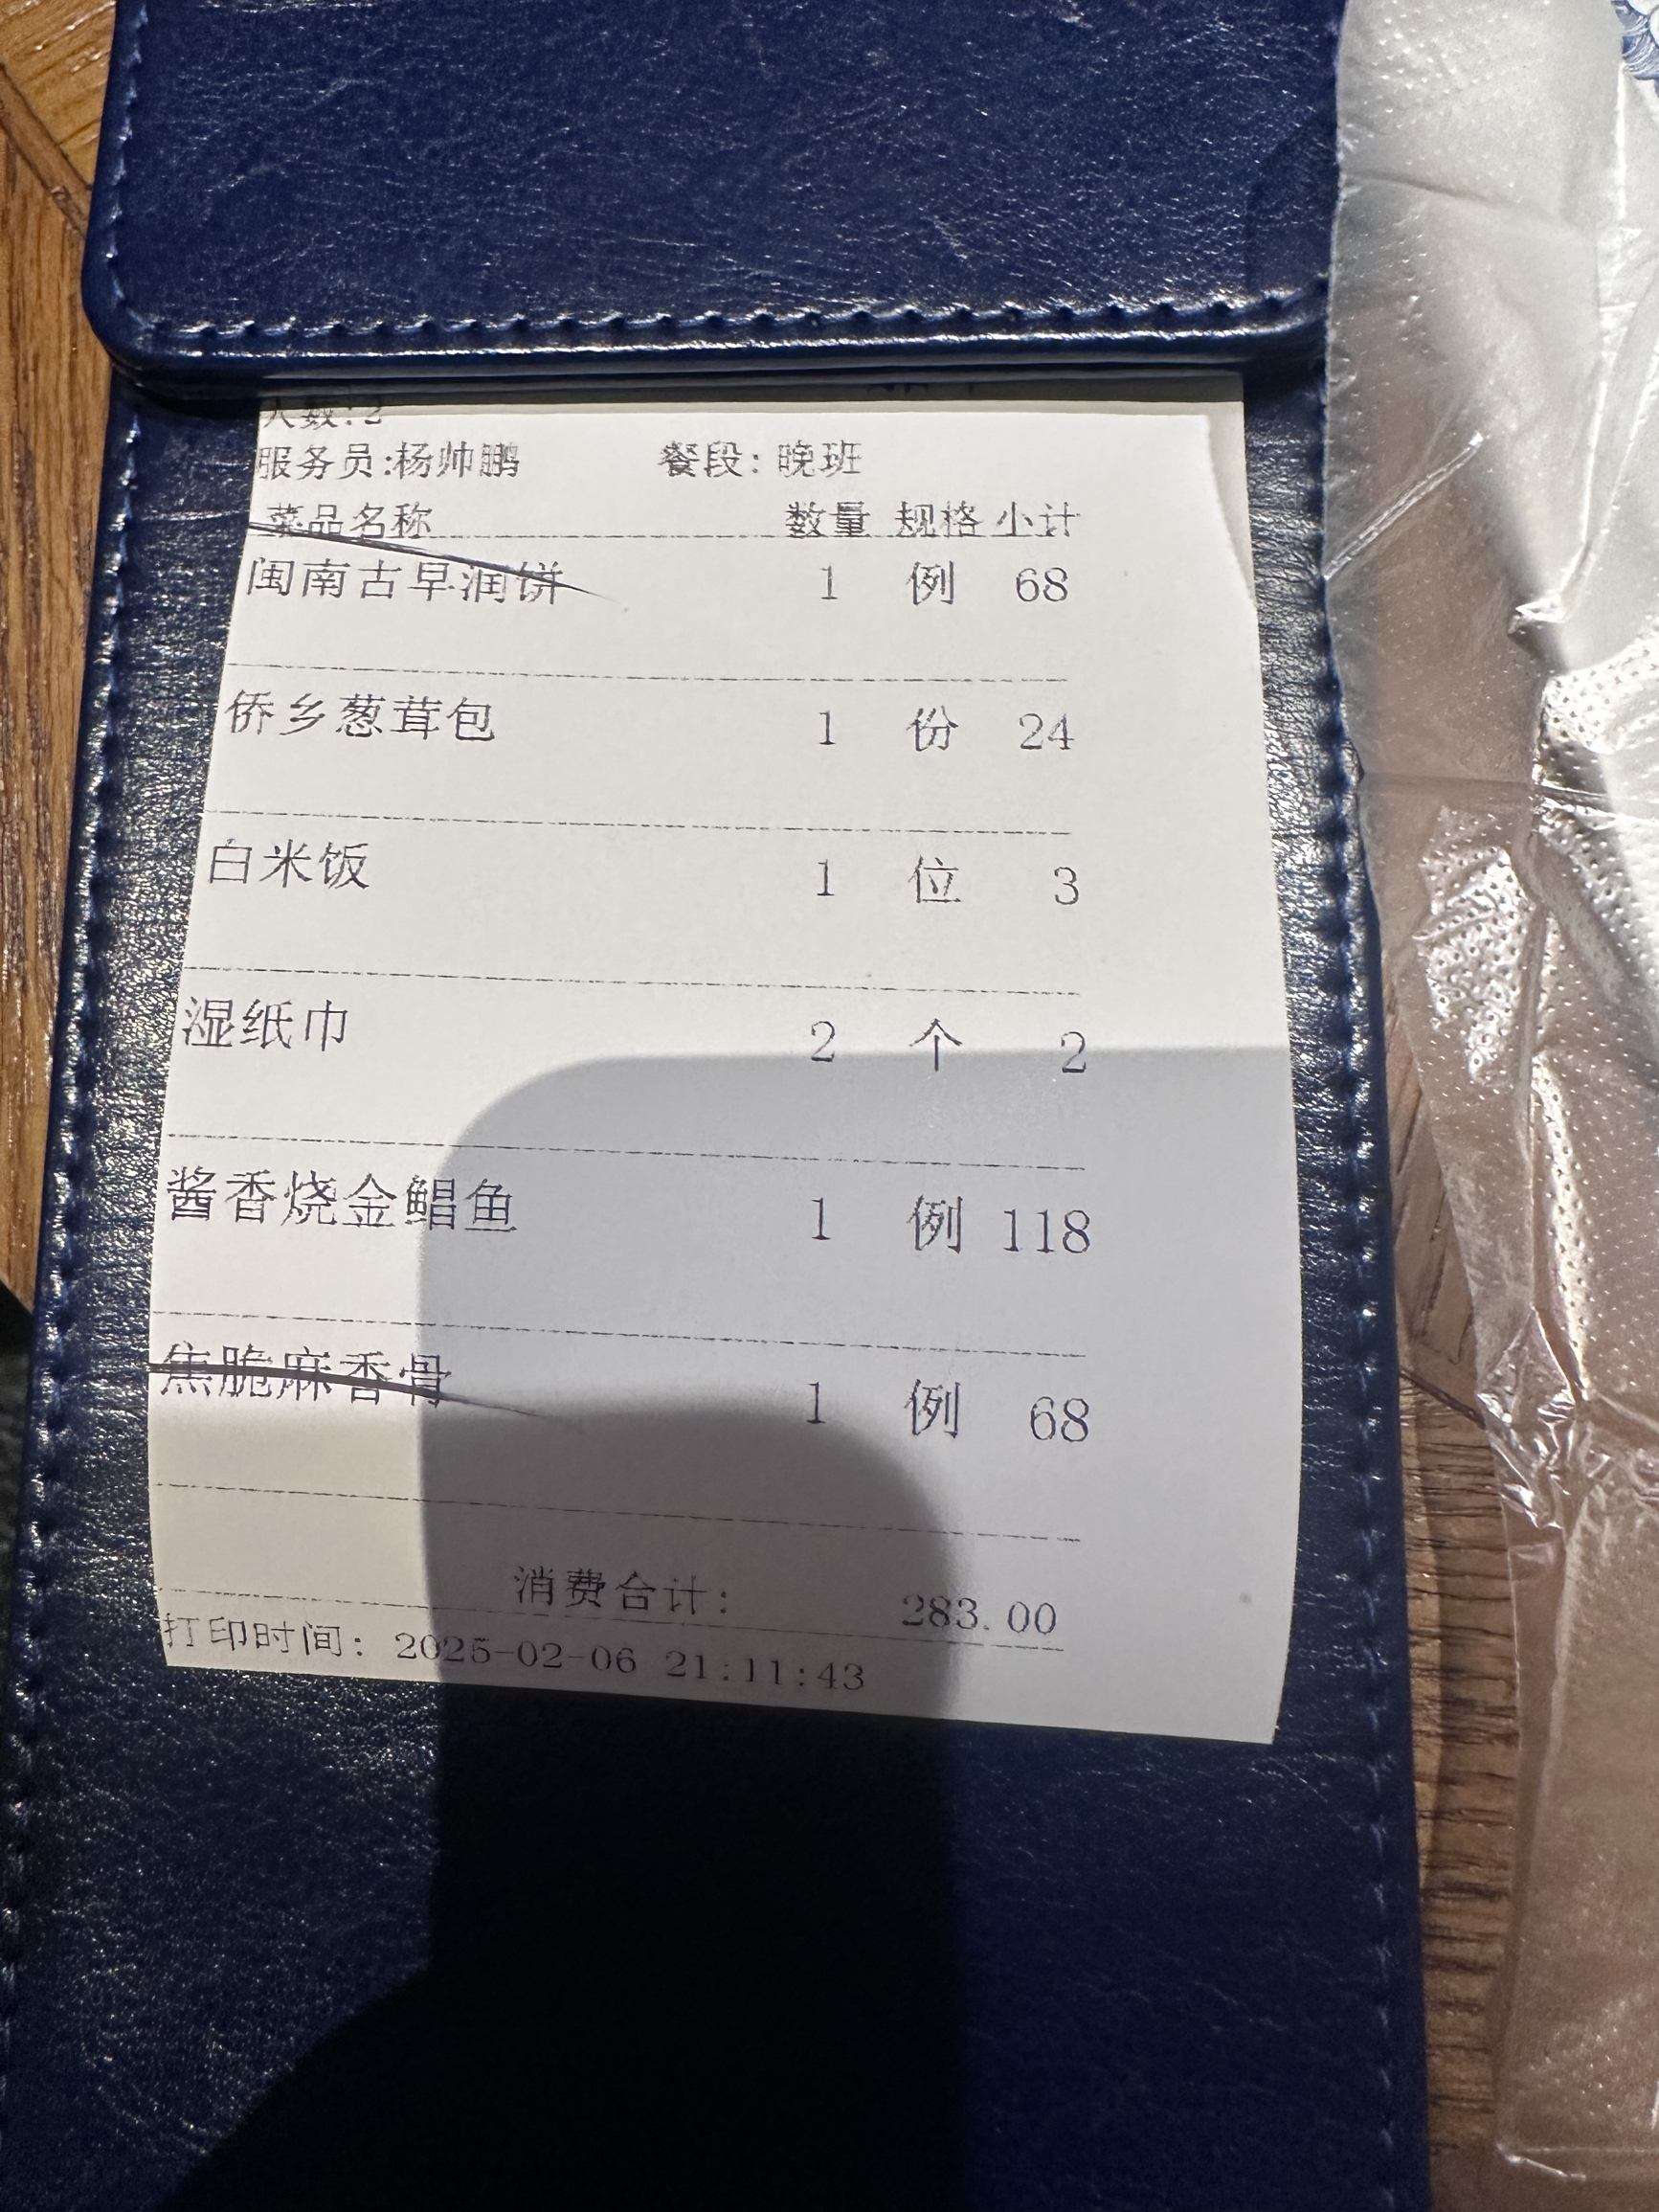 人数:2
服务员:杨帅鹏 餐段: 晚班
菜品名称 数量 规格 小计
闽南古早润饼 1 例 68
侨乡葱茸包 1 份 24
白米饭 1 位 3
湿纸巾 2 个 2
酱香烧金鲳鱼 1 例 118
焦脆麻香骨 1 例 68
消费合计: 283.00
打印时间: 2025-02-06 21:11:43